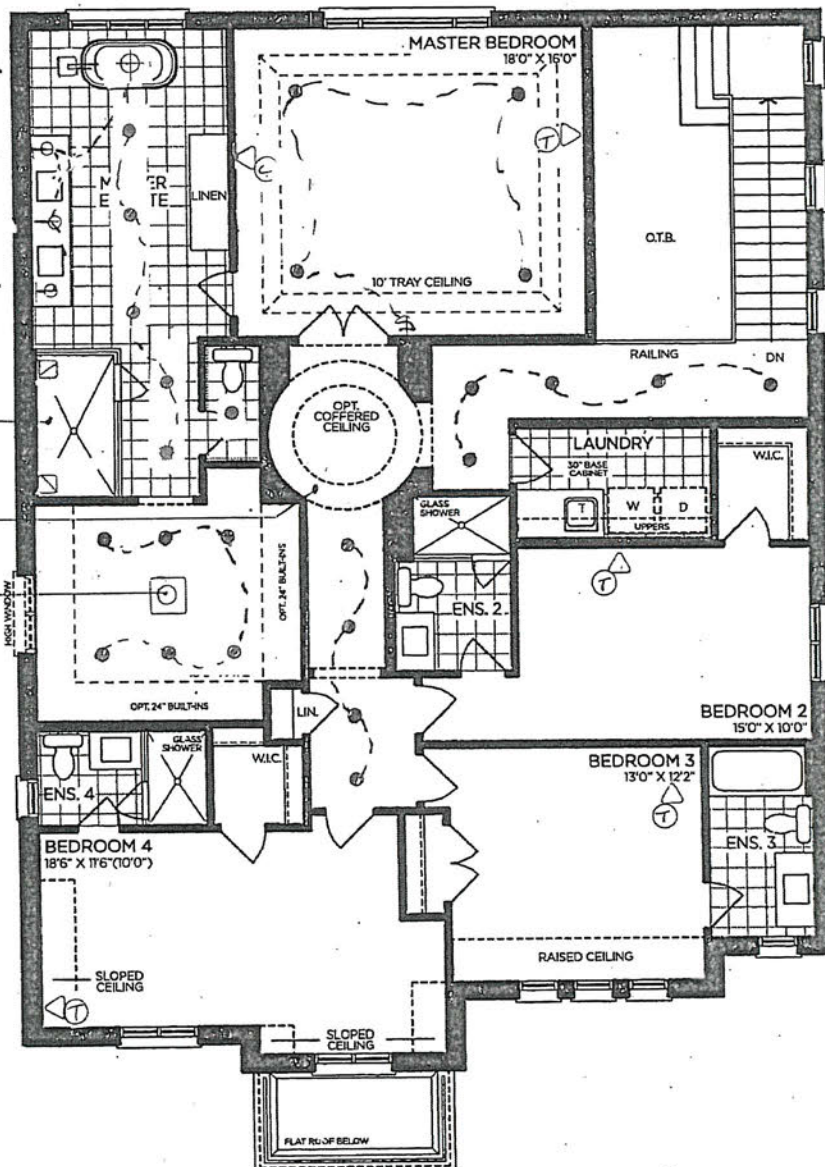 MASTER BEDROOM
18'0" X 16'0"
LINEN
T
O.T.B.
10' TRAY CEILING
RAILING
DN
OPT.
COFFERED
CEILING
LAUNDRY
30" BASE
CABINET
W.I.C.
T
W
D
UPPERS
GLASS
SHOWER
T
ENS. 2
HIGH WINDOW
OPT. 24" BUILT-INS
OPT. 24" BUILT-INS
LIN.
BEDROOM 2
15'0" X 10'0"
GLASS
SHOWER
W.I.C.
ENS. 4
BEDROOM 3
13'0" X 12'2"
T
ENS. 3
BEDROOM 4
18'6" X 11'6"(10'0")
SLOPED
CEILING
T
RAISED CEILING
SLOPED
CEILING
FLAT ROOF BELOW